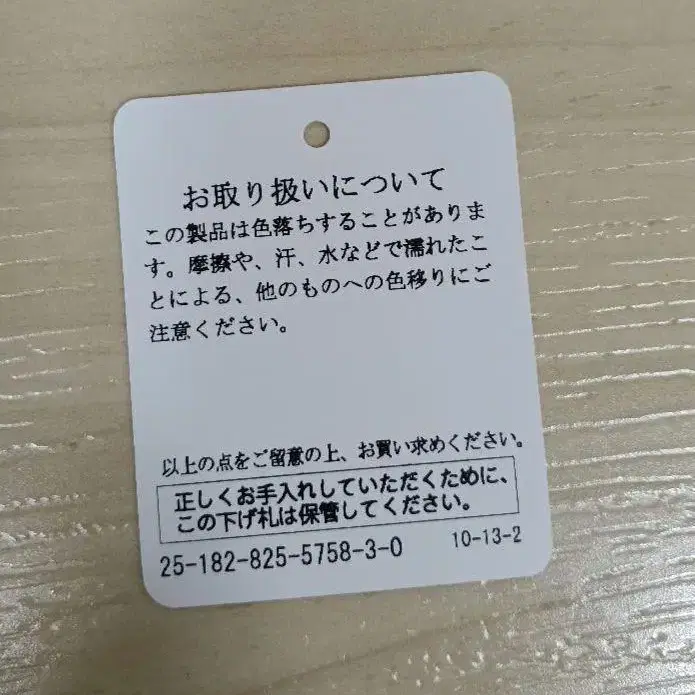 お取り扱いについて
この製品は色落ちすることがありま
す。摩擦や、汗、水などで濡れたこ
とによる、他のものへの色移りにご
注意ください。
以上の点をご留意の上、お買い求めください。
正しくお手入れしていただくために、
この下げ札は保管してください。
25-182-825-5758-3-0 10-13-2